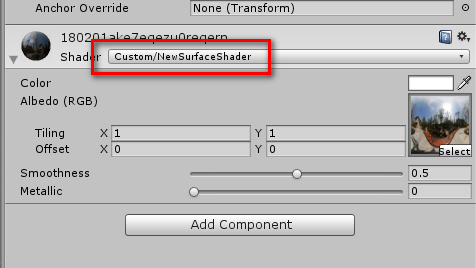 Anchor Override None (Transform)
180201ake7egezu0regern
Shader Custom/NewSurfaceShader
Color
Albedo (RGB)
Tiling X 1 Y 1
Offset X 0 Y 0
Select
Smoothness 0.5
Metallic 0
Add Component